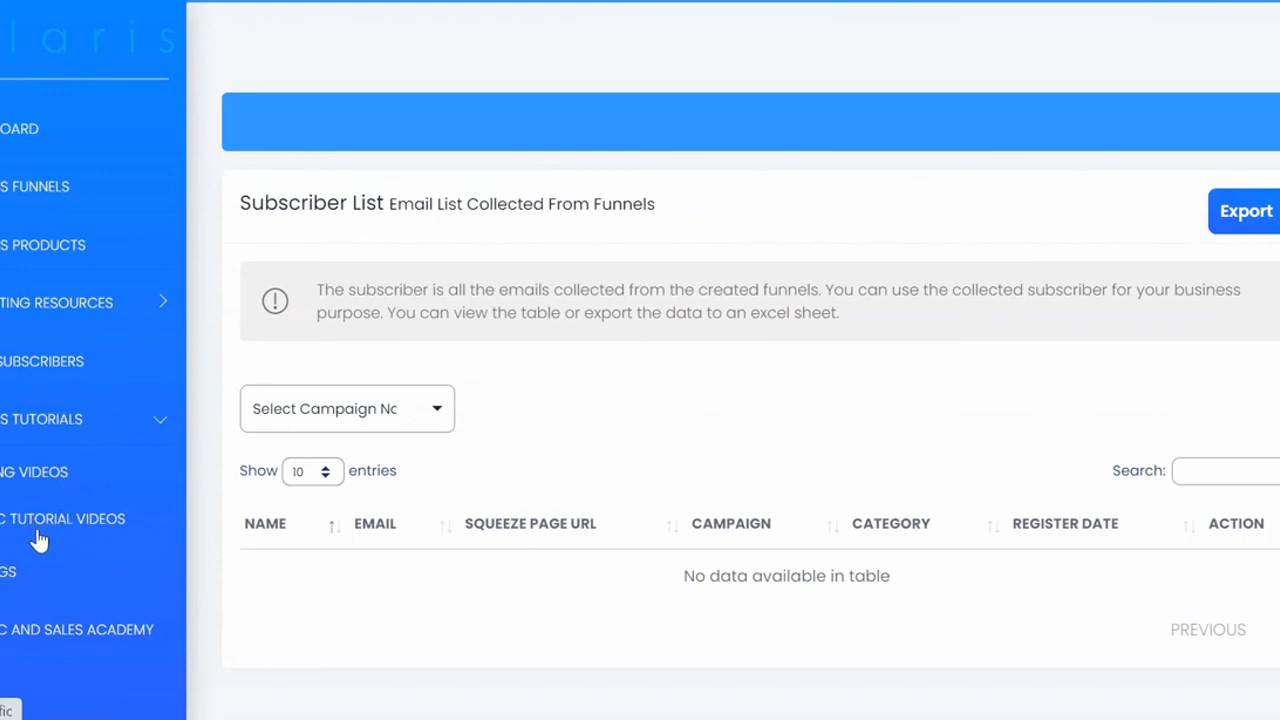 laris
OARD
S FUNNELS
S PRODUCTS
TING RESOURCES
SUBSCRIBERS
S TUTORIALS
NG VIDEOS
C TUTORIAL VIDEOS
GS
C AND SALES ACADEMY
fic
Subscriber List Email List Collected From Funnels
Export
The subscriber is all the emails collected from the created funnels. You can use the collected subscriber for your business
purpose. You can view the table or export the data to an excel sheet.
Select Campaign Nc
Show 10 entries
Search:
NAME EMAIL SQUEEZE PAGE URL CAMPAIGN CATEGORY REGISTER DATE ACTION
No data available in table
PREVIOUS